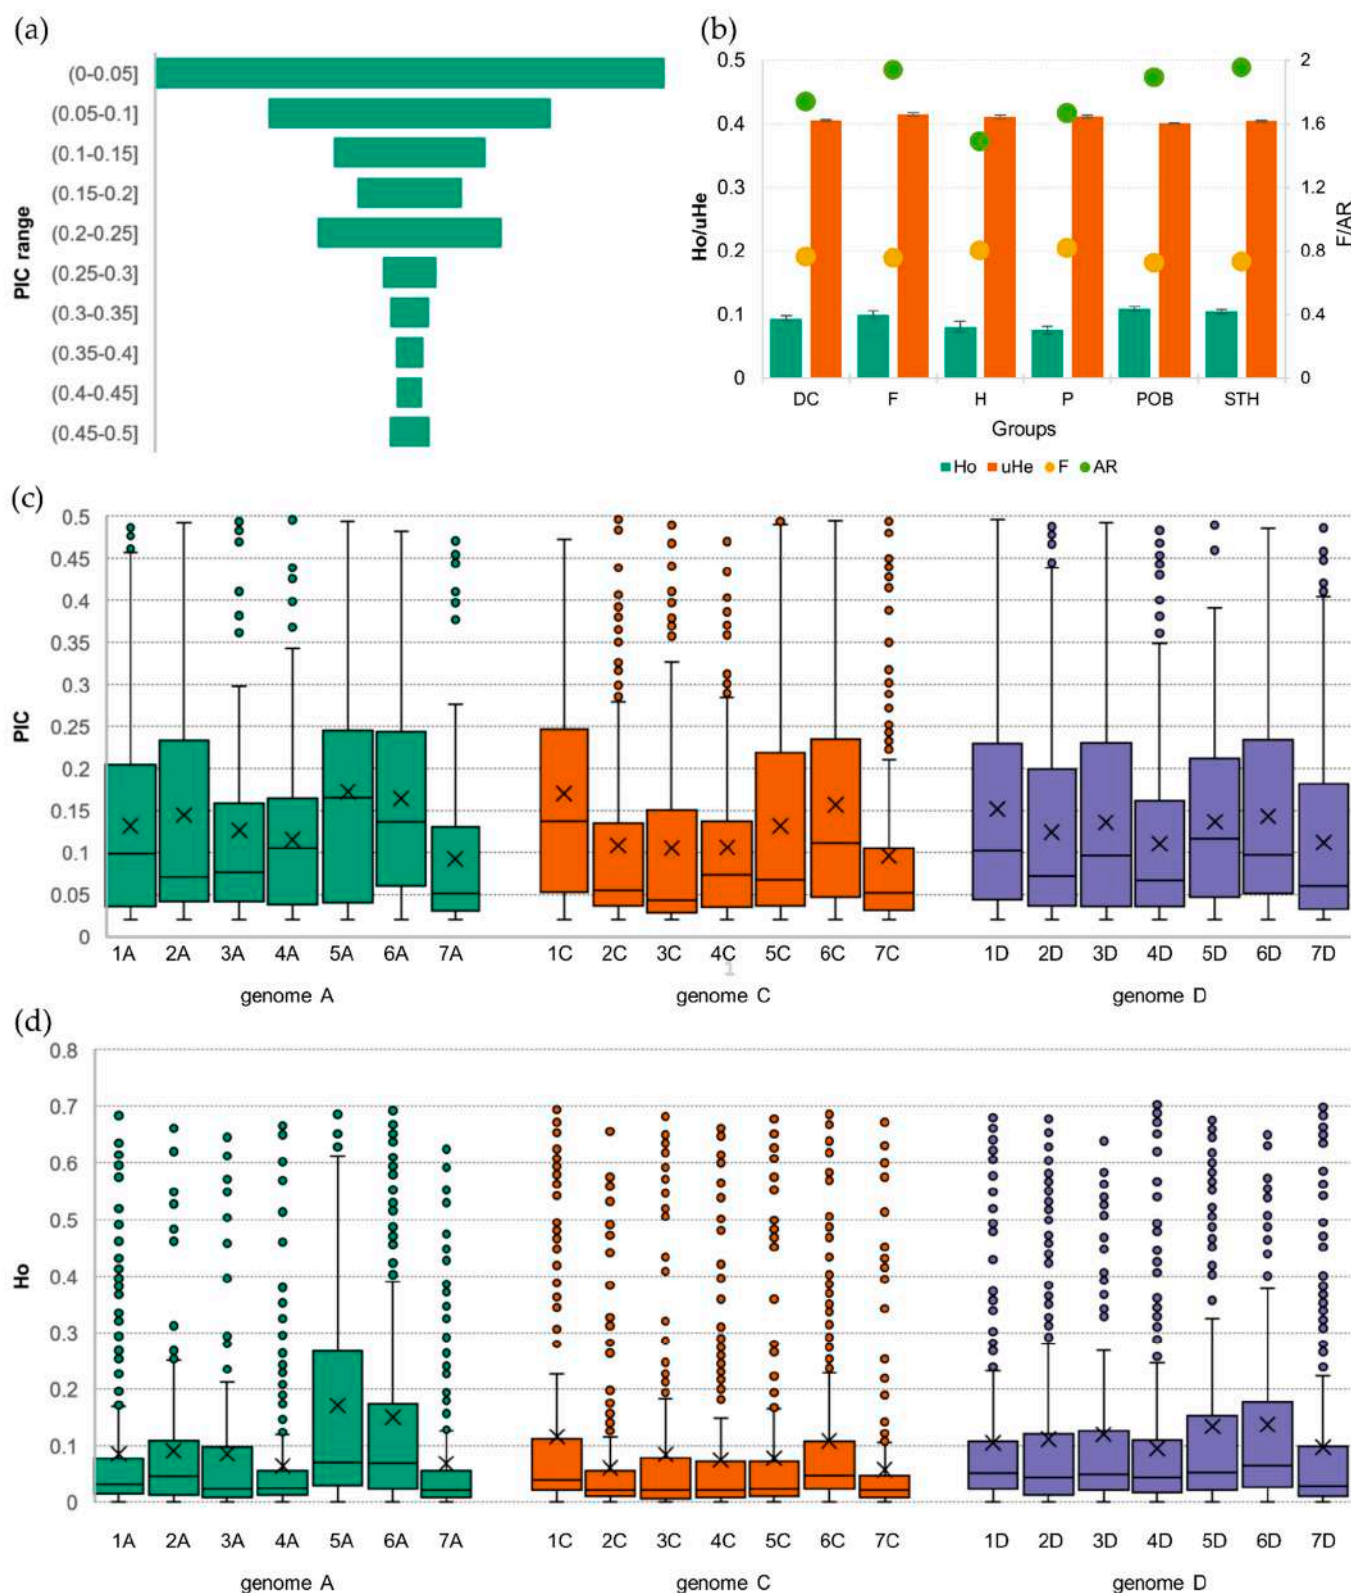 (a)
PIC range
(0-0.05]
(0.05-0.1]
(0.1-0.15]
(0.15-0.2]
(0.2-0.25]
(0.25-0.3]
(0.3-0.35]
(0.35-0.4]
(0.4-0.45]
(0.45-0.5]
(b)
Ho/uHe
0.5
0.4
0.3
0.2
0.1
0
2
1.6
1.2
0.8
0.4
0
F/AR
DC F H P POB STH
Groups
Ho uHe F AR
(c)
PIC
0.5
0.45
0.4
0.35
0.3
0.25
0.2
0.15
0.1
0.05
0
1A 2A 3A 4A 5A 6A 7A 1C 2C 3C 4C 5C 6C 7C 1D 2D 3D 4D 5D 6D 7D
1
genome A genome C genome D
(d)
Ho
0.8
0.7
0.6
0.5
0.4
0.3
0.2
0.1
0
1A 2A 3A 4A 5A 6A 7A 1C 2C 3C 4C 5C 6C 7C 1D 2D 3D 4D 5D 6D 7D
genome A genome C genome D